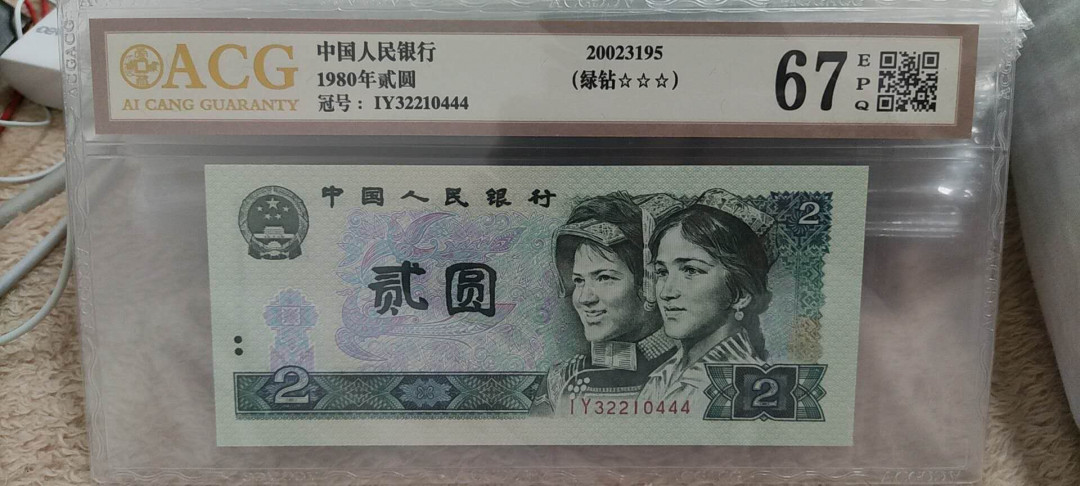 ACG
AI CANG GUARANTY
中国人民银行
1980年贰圆
冠号：IY32210444
20023195
(绿钻☆☆☆)
67
EPQ
中国人民银行
2
贰圆
2
IY32210444
2